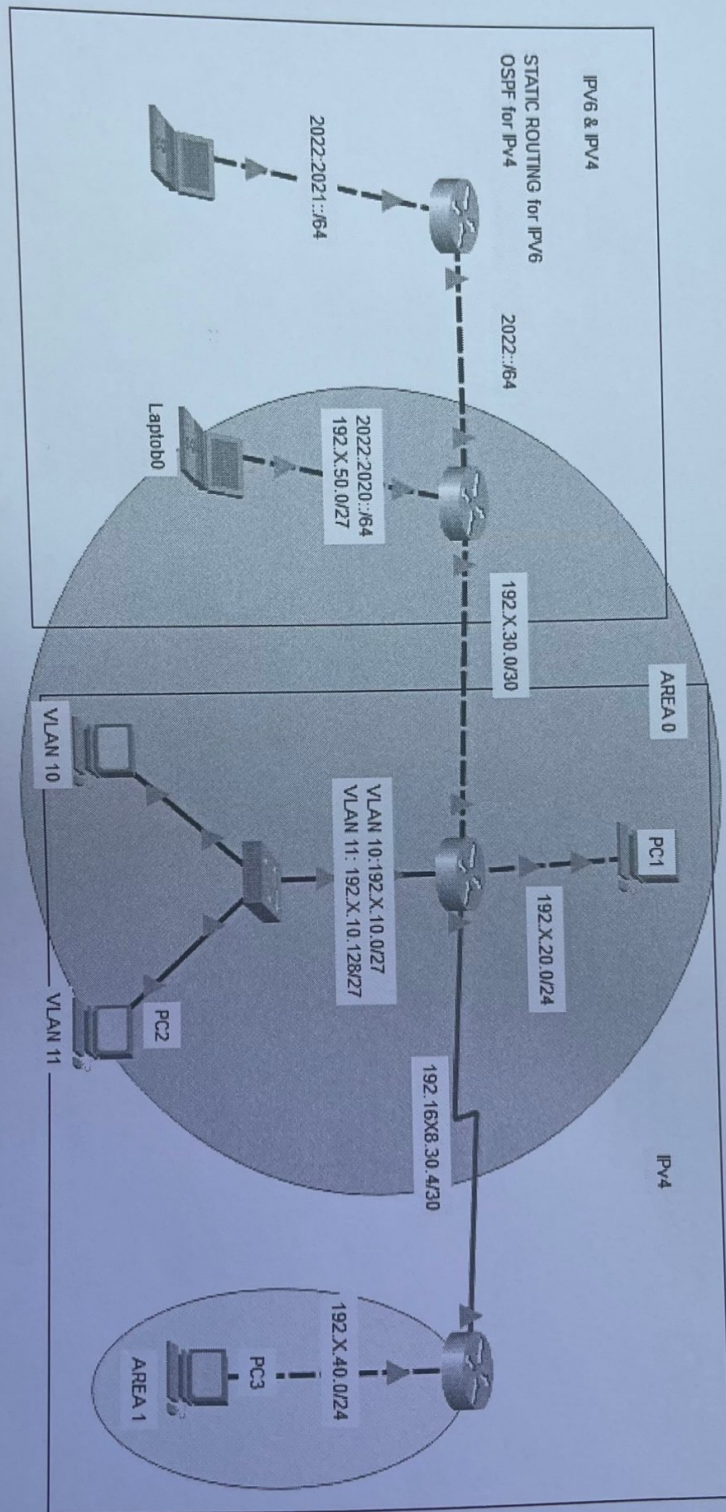 IPV6 & IPV4
STATIC ROUTING for IPV6
OSPF for IPv4
2022:2021::/64
2022::/64
2022:2020::/64
192.X.50.0/27
Laptob0
192.X.30.0/30
AREA 0
PC1
192.X.20.0/24
VLAN 10:192.X.10.0/27
VLAN 11: 192.X.10.128/27
VLAN 10
PC2
VLAN 11
IPv4
192.16X8.30.4/30
192.X.40.0/24
PC3
AREA 1